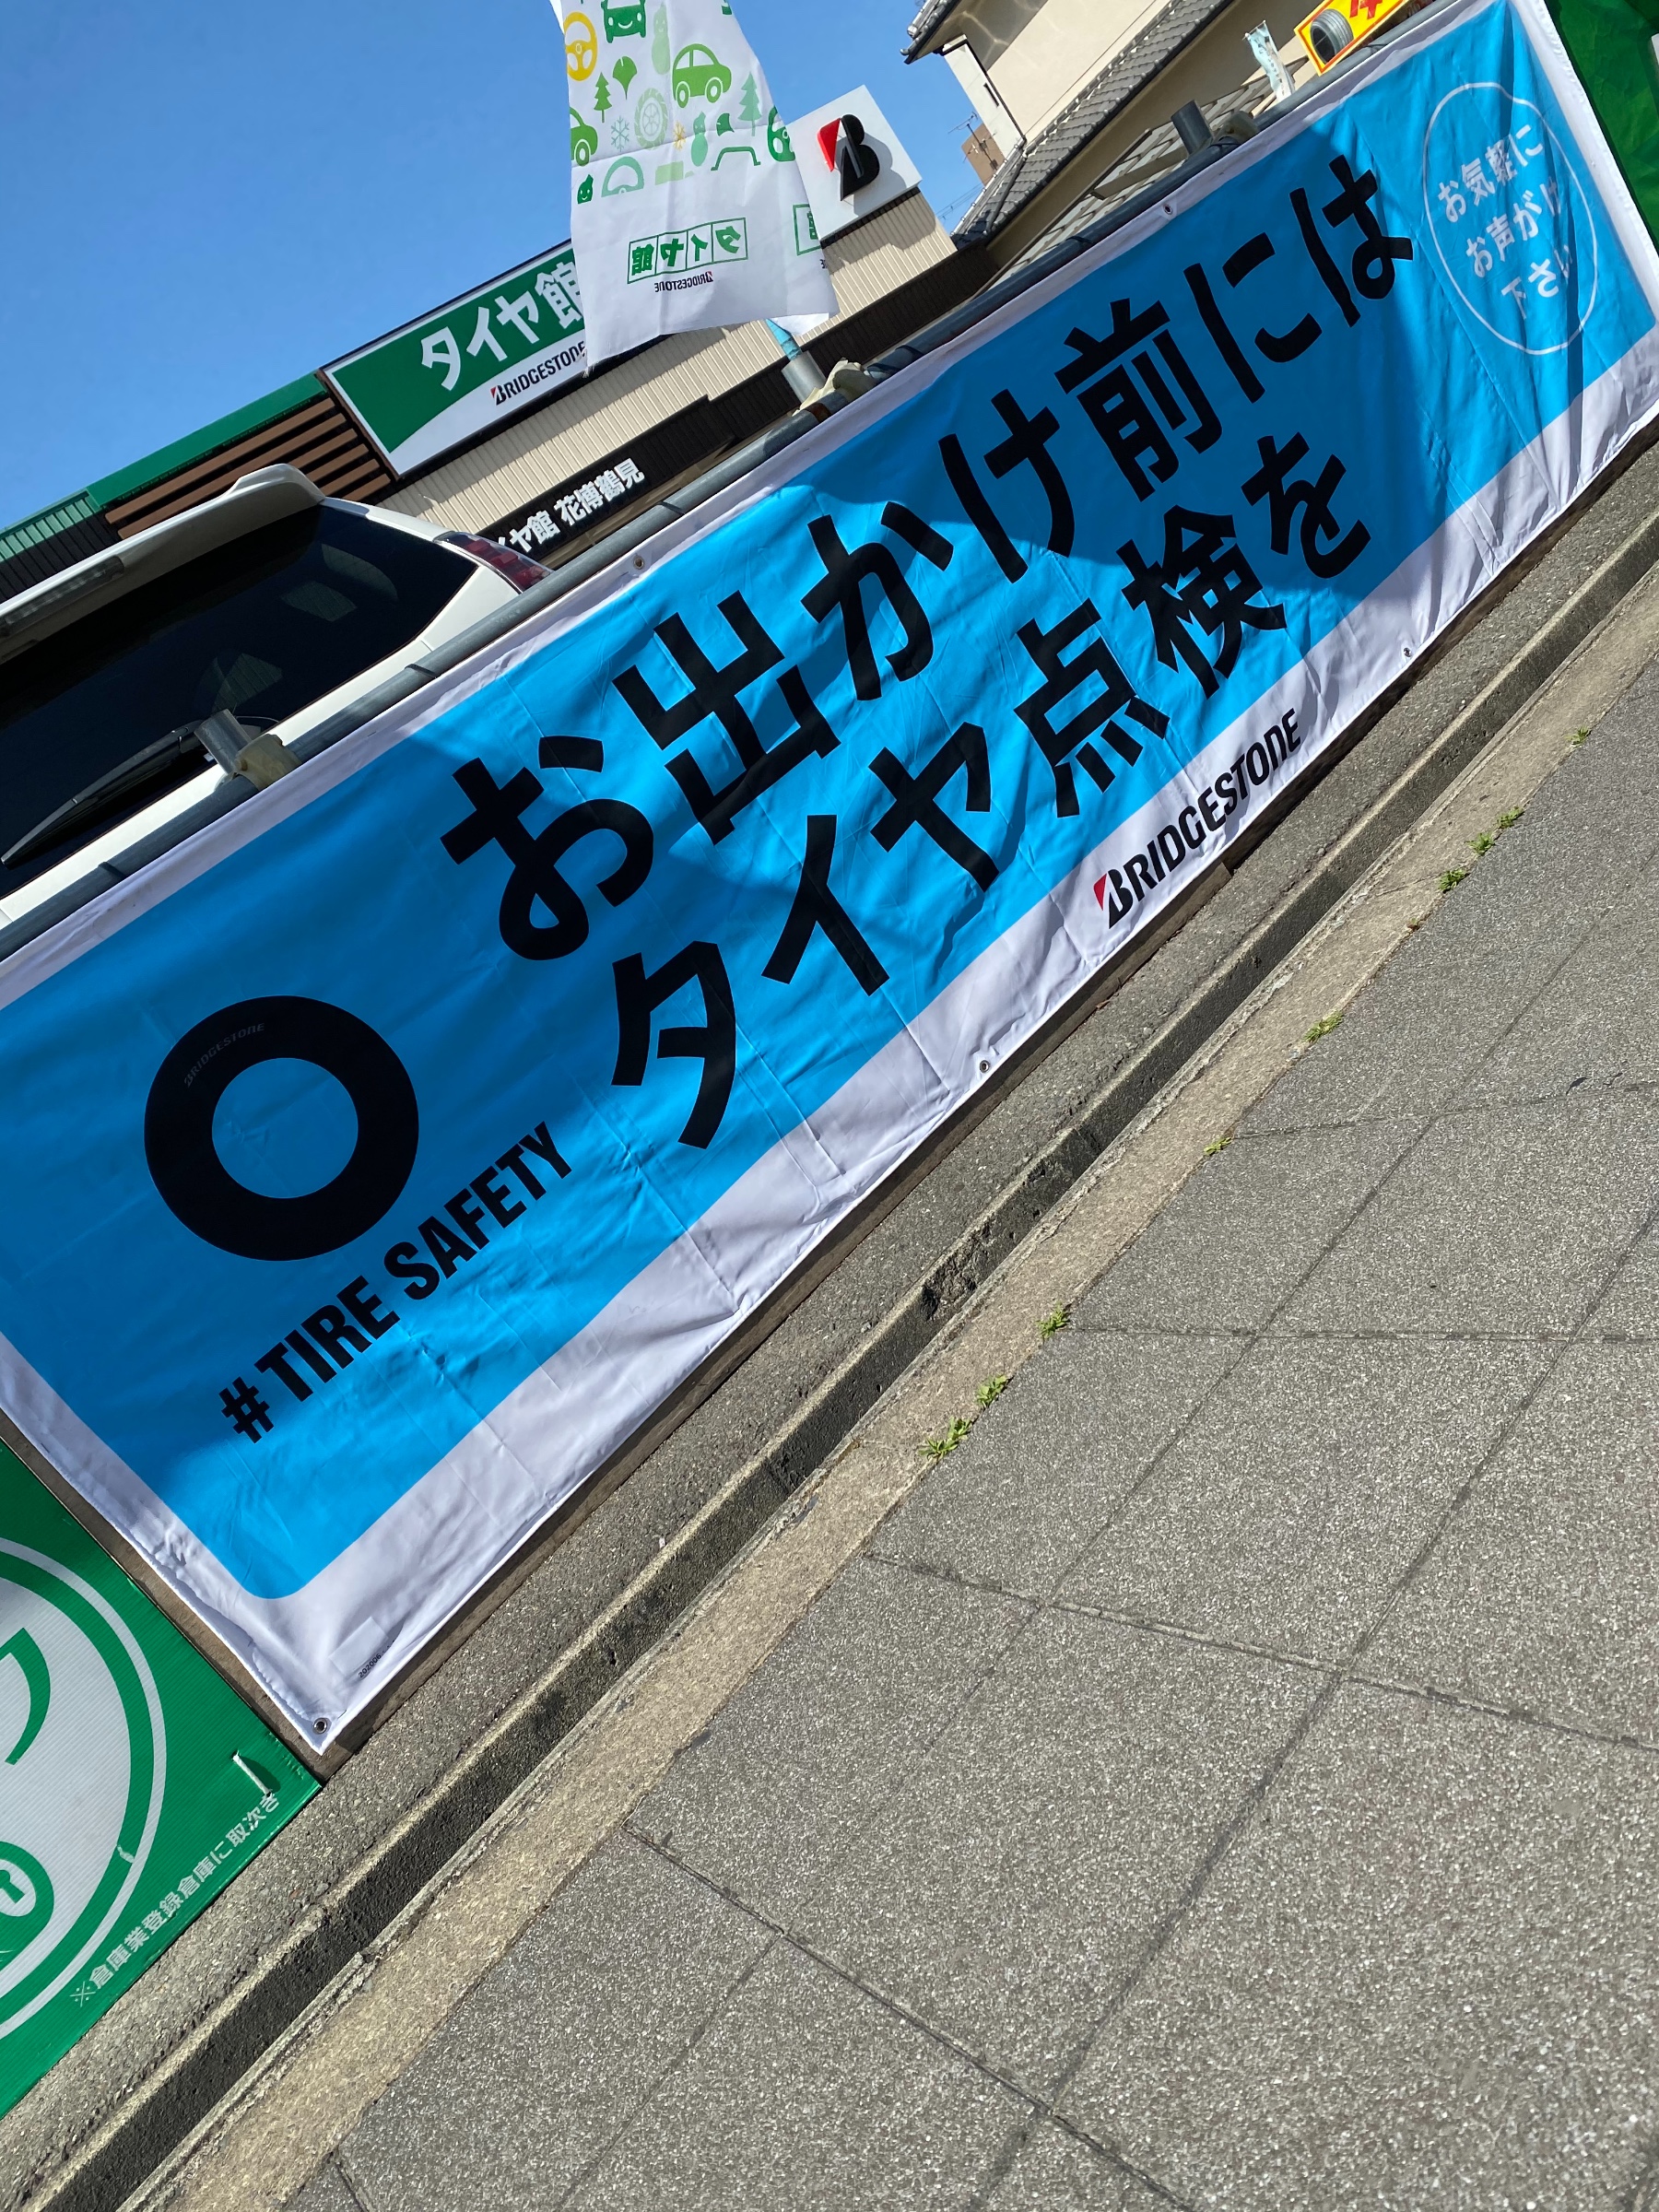 タイヤ館
BRIDGESTONE
タイヤ館
BRIDGESTONE
B
ヤ館 花博鶴見
お出かけ前には
タイヤ点検を
BRIDGESTONE
BRIDGESTONE
# TIRE SAFETY
お気軽に
お声がけ
下さい
※倉庫業登録倉庫に取次ぎ